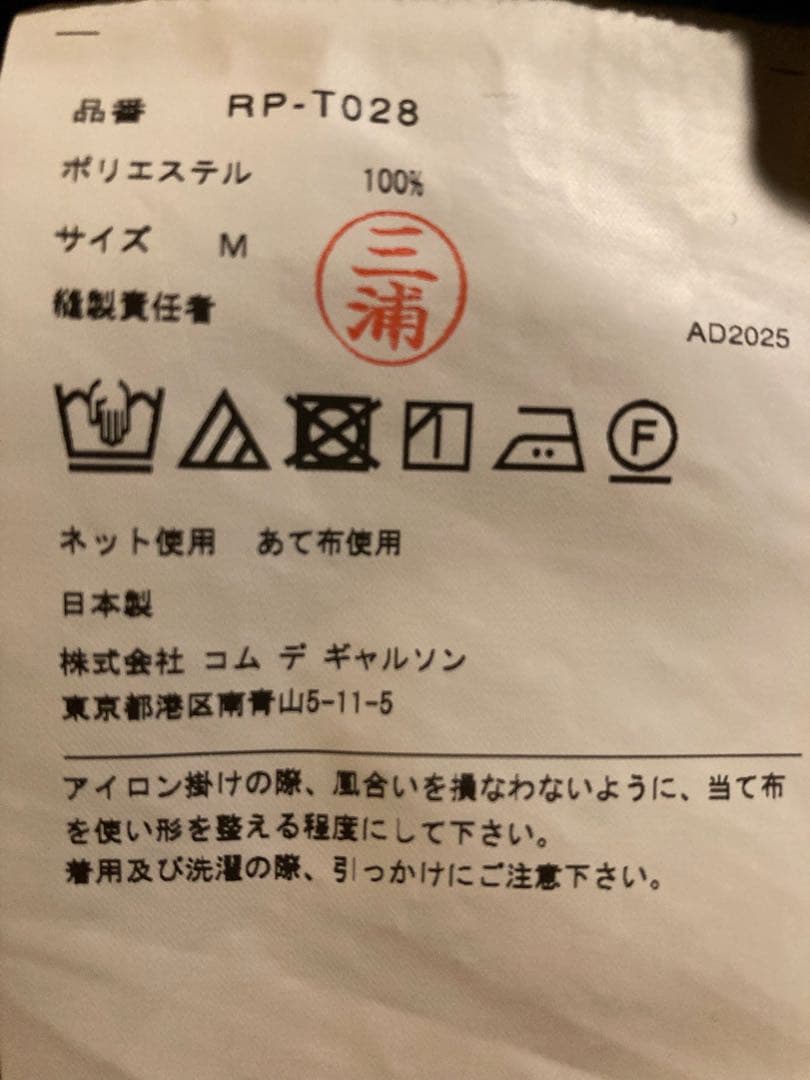 品番 RP-T028
ポリエステル 100%
サイズ M
三浦
縫製責任者
AD2025
F
ネット使用 あて布使用
日本製
株式会社 コム デ ギャルソン
東京都港区南青山5-11-5
アイロン掛けの際、風合いを損なわないように、当て布
を使い形を整える程度にして下さい。
着用及び洗濯の際、引っかけにご注意下さい。